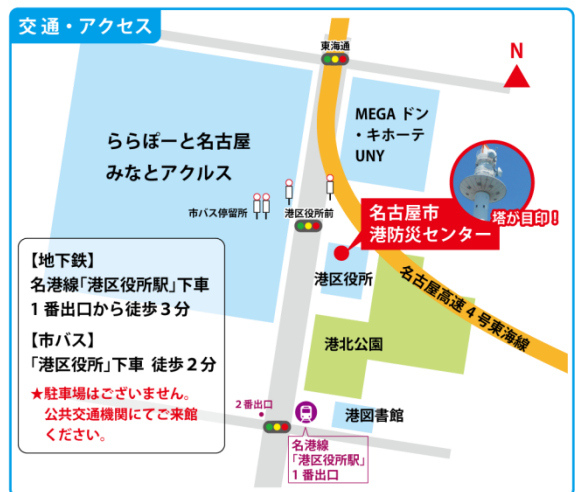 交通・アクセス
東海通
N
MEGA ドン
・キホーテ
UNY
ららぽーと名古屋
みなとアクルス
塔が目印！
市バス停留所
港区役所前
名古屋市
港防災センター
港区役所
名古屋高速4号東海線
【地下鉄】
名港線「港区役所駅」下車
1番出口から徒歩3分
【市バス】
「港区役所」下車 徒歩2分
★駐車場はございません。
公共交通機関にてご来館
ください。
港北公園
2番出口
港図書館
名港線
「港区役所駅」
1番出口